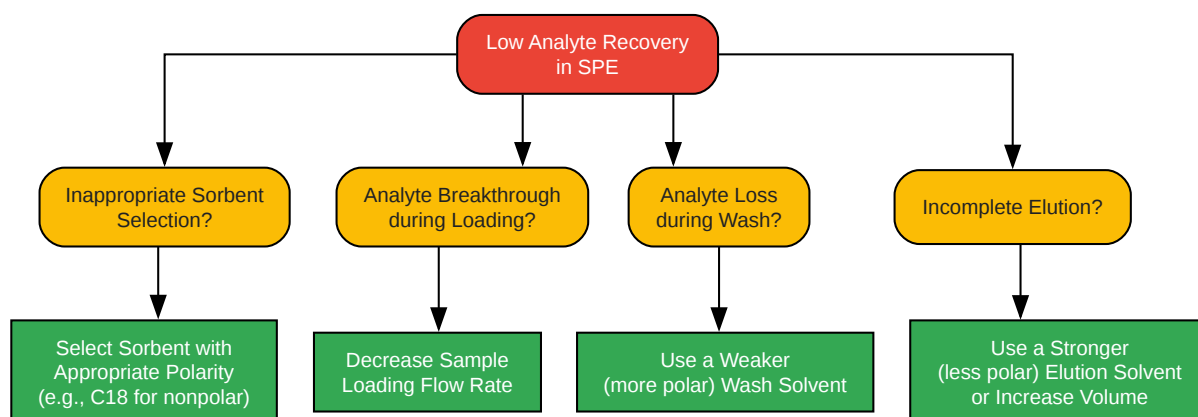 Low Analyte Recovery
in SPE
Inappropriate Sorbent
Selection?
Analyte Breakthrough
during Loading?
Analyte Loss
during Wash?
Incomplete Elution?
Select Sorbent with
Appropriate Polarity
(e.g., C18 for nonpolar)
Decrease Sample
Loading Flow Rate
Use a Weaker
(more polar) Wash Solvent
Use a Stronger
(less polar) Elution Solvent
or Increase Volume